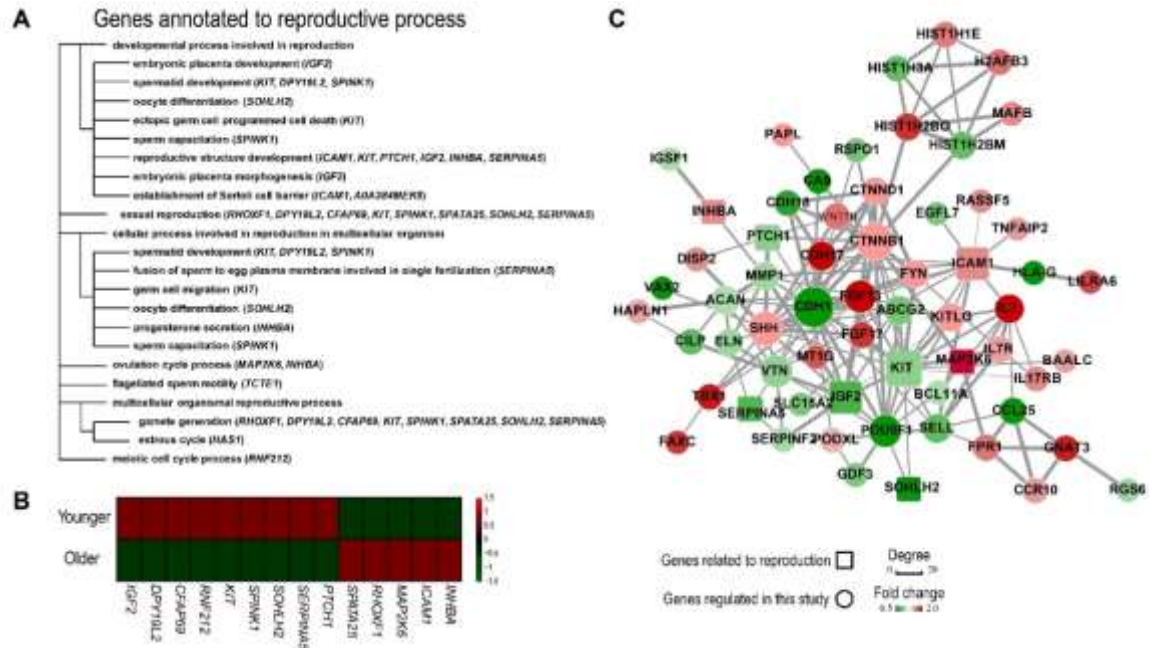 A
Genes annotated to reproductive process
developmental process involved in reproduction
embryonic placenta development (IGF2)
spermatid development (KIT, DPY19L2, SPINK1)
oocyte differentiation (SOHLH2)
ectopic germ cell programmed cell death (KIT)
sperm capacitation (SPINK1)
reproductive structure development (ICAM1, KIT, PTCH1, IGF2, INHBA, SERPINA5)
embryonic placenta morphogenesis (IGF2)
establishment of Sertoli cell barrier (ICAM1,
sexual reproduction (RHOXF1, DPY19L2, CFAP69, KIT, SPINK1, SPATA25, SOHLH2, SERPINA5)
cellular process involved in reproduction in multicellular organism
spermatid development (KIT, DPY19L2, SPINK1)
fusion of sperm to egg plasma membrane involved in single fertilization (SERPINA5)
germ cell migration (KIT)
oocyte differentiation (SOHLH2)
progesterone secretion (INHBA)
sperm capacitation (SPINK1)
ovulation cycle process (MAP2K6, INHBA)
flagellated sperm motility (TCTE1)
multicellular organismal reproductive process
gamete generation (RHOXF1, DPY19L2, CFAP69, KIT, SPINK1, SPATA25, SOHLH2, SERPINA5)
estrous cycle (HAS1)
meiotic cell cycle process (RNF212)
B
Younger
Older
IGF2
DPY19L2
CFAP69
RNF212
KIT
SPINK1
SOHLH2
SERPINA5
PTCH1
SPATA25
RHOXF1
MAP2K6
ICAM1
INHBA
C
HIST1H1E
H2AFB3
HIST1H3A
MAFB
HIST1H2BO
HIST1H2BM
PAPL
RSPO1
IGSF1
CA9
CTNND1
RASSF5
CDH18
INHBA
EGFL7
TNFAIP2
PTCH1
CTNNB1
DISP2
CDH17
ICAM1
MMP1
FYN
HLA-G
LILRA6
VAX2
ACAN
CDH1
ABCG2
HAPLN1
SHH
KITLG
CILP
ELN
FGF17
IL7R
MT1G
MAP2K6
BAALC
VTN
KIT
IL17RB
TBX1
IGF2
BCL11A
SLC15A2
SERPINA5
CCL25
POU5F1
SELL
SERPINF2
PODXL
FAXC
FPR1
GNAT3
GDF3
SOHLH2
CCR10
RGS6
Genes related to reproduction
Degree
Genes regulated in this study
Fold change
0.5
2.0